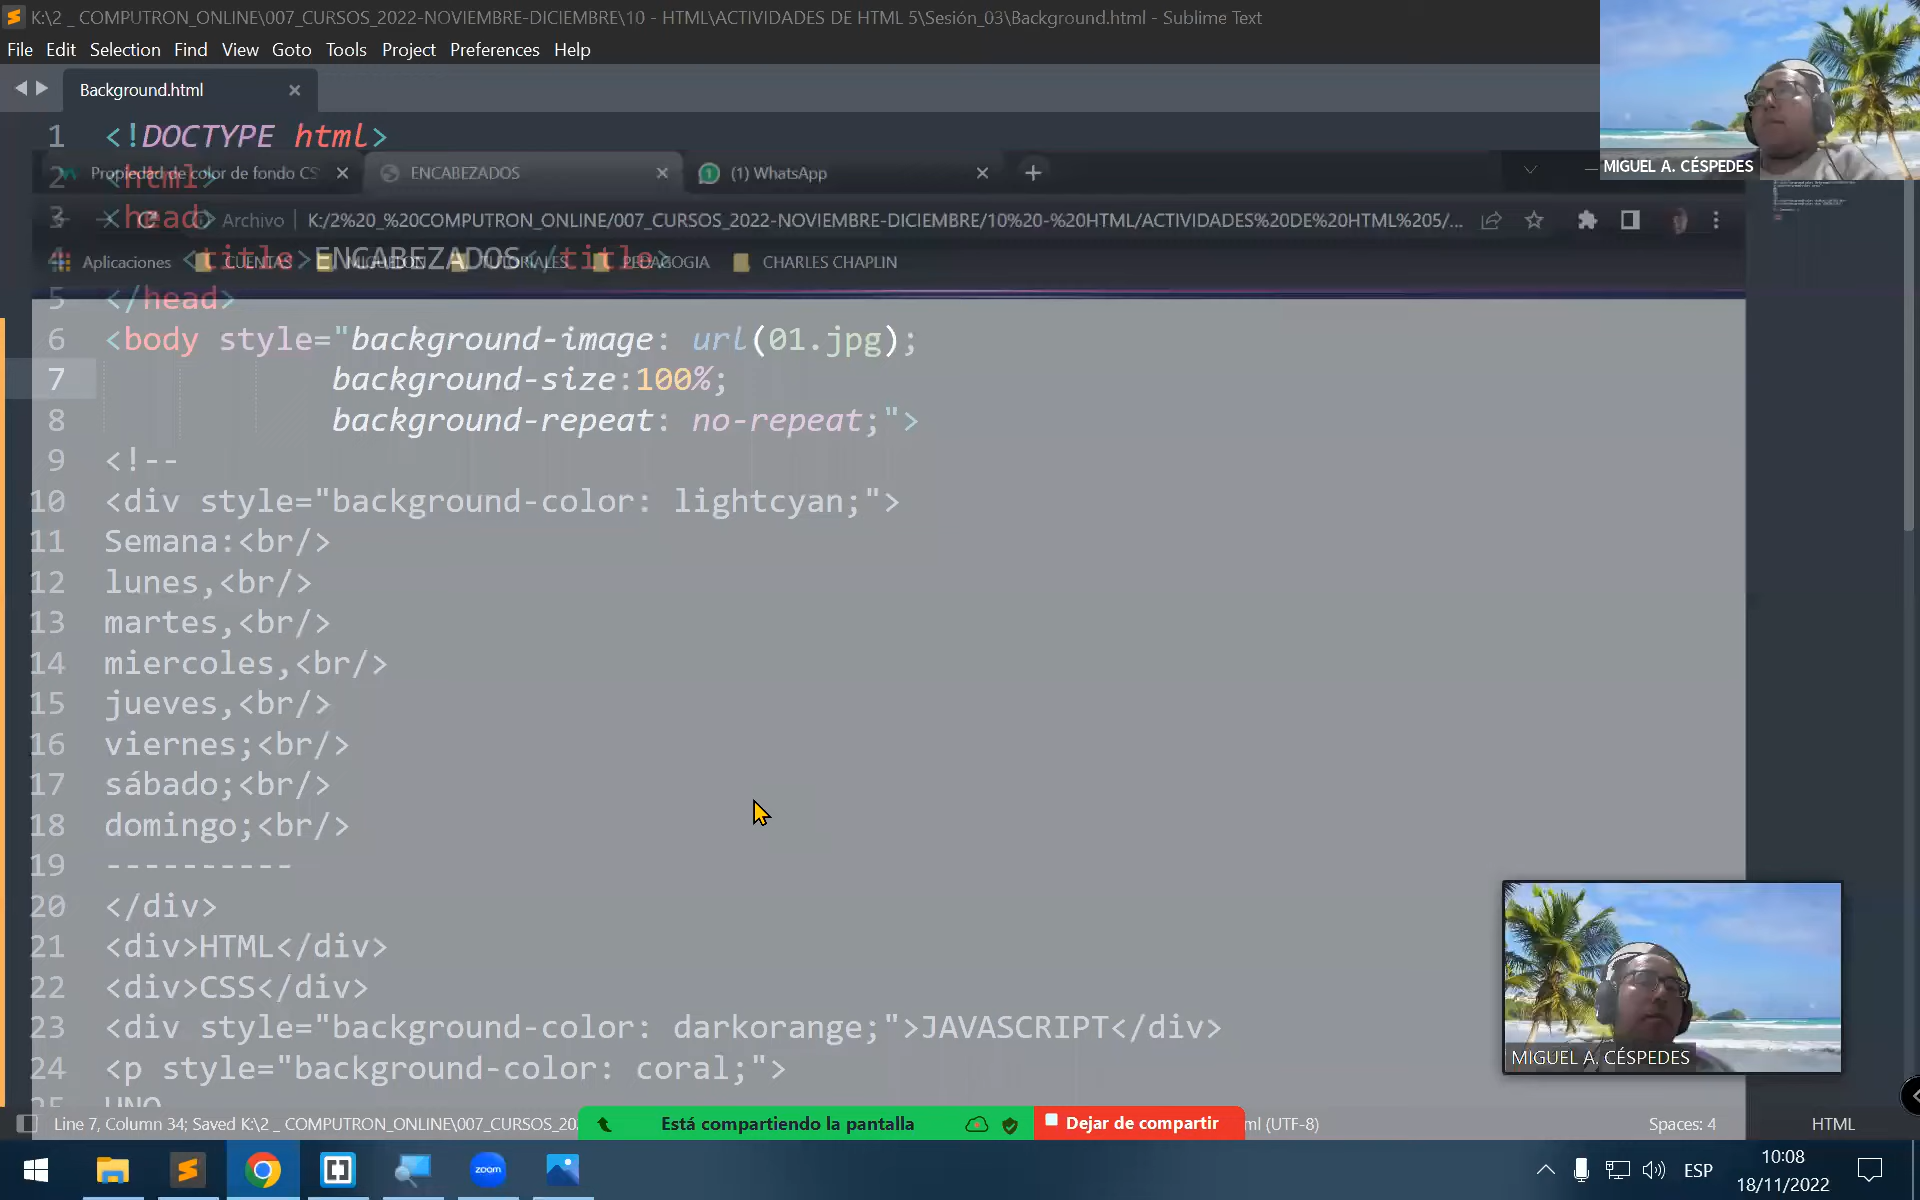 K:\2 _ COMPUTRON_ONLINE\007_CURSOS_2022-NOVIEMBRE-DICIEMBRE\10 - HTML\ACTIVIDADES DE HTML 5\Sesión_03\Background.html - Sublime Text
File Edit Selection Find View Goto Tools Project Preferences Help
Background.html
MIGUEL A. CÉSPEDES
1 <!DOCTYPE html>
Propiedad de color de fondo CS ENCABEZADOS (1) WhatsApp
2 <html>
3 <head>
Archivo K:/2%20_%20COMPUTRON_ONLINE/007_CURSOS_2022-NOVIEMBRE-DICIEMBRE/10%20-%20HTML/ACTIVIDADES%20DE%20HTML%205/...
4 <title>ENCABEZADOS</title>
Aplicaciones CUENTAS MIGUEDON TUTORIALES PEDAGOGIA CHARLES CHAPLIN
5 </head>
6 <body style="background-image: url(01.jpg);
7 background-size:100%;
8 background-repeat: no-repeat;">
9 <!--
10 <div style="background-color: lightcyan;">
11 Semana:<br/>
12 lunes,<br/>
13 martes,<br/>
14 miercoles,<br/>
15 jueves,<br/>
16 viernes;<br/>
17 sábado;<br/>
18 domingo;<br/>
19 ----------
20 </div>
21 <div>HTML</div>
22 <div>CSS</div>
23 <div style="background-color: darkorange;">JAVASCRIPT</div>
24 <p style="background-color: coral;">
25 UNO
MIGUEL A. CÉSPEDES
Line 7, Column 34; Saved K:\2 _ COMPUTRON_ONLINE\007_CURSOS_20 Está compartiendo la pantalla Dejar de compartir ml (UTF-8) Spaces: 4 HTML
zoom ESP 10:08
18/11/2022